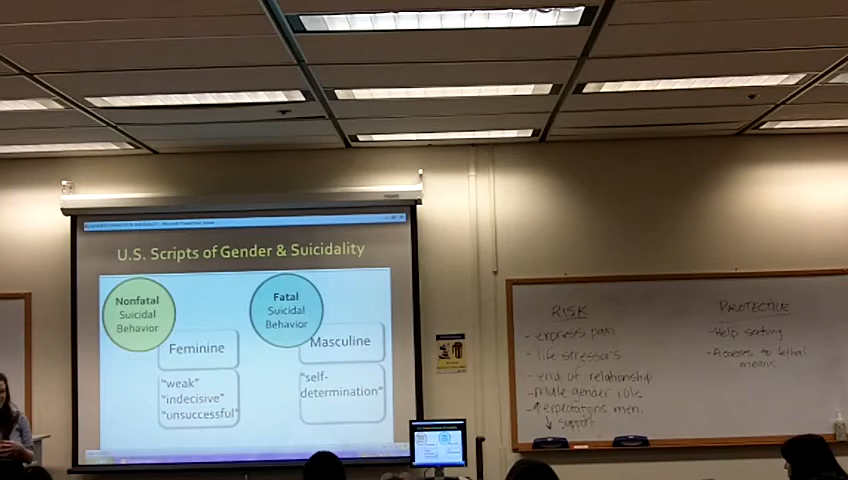 U.S. Scripts of Gender & Suicidality
Nonfatal
Suicidal
Behavior
Feminine
"weak"
"indecisive"
"unsuccessful"
Fatal
Suicidal
Behavior
Masculine
"self-
determination"
RISK
- express pain
- life stressors
- end of relationship
- Male gender role
- ↑ expectations men.
↓ support
PROTECTIVE
- Help seeking
- Access to lethal
means